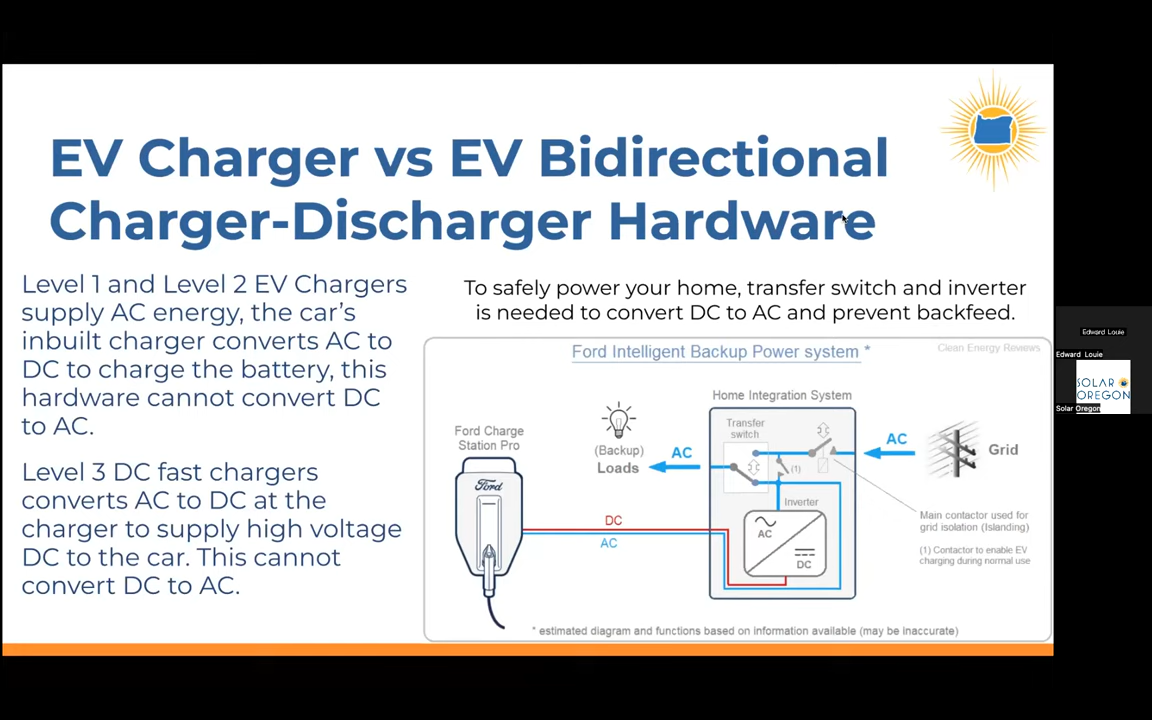 EV Charger vs EV Bidirectional
Charger-Discharger Hardware
Level 1 and Level 2 EV Chargers
supply AC energy, the car's
inbuilt charger converts AC to
DC to charge the battery, this
hardware cannot convert DC
to AC.
Level 3 DC fast chargers
converts AC to DC at the
charger to supply high voltage
DC to the car. This cannot
convert DC to AC.
To safely power your home, transfer switch and inverter
is needed to convert DC to AC and prevent backfeed.
Ford Intelligent Backup Power system *
Clean Energy Reviews
Home Integration System
Ford Charge
Station Pro
Ford
(Backup)
Loads
AC
Transfer
switch
(1)
AC
Grid
Inverter
AC
DC
DC
AC
Main contactor used for
grid isolation (Islanding)
(1) Contactor to enable EV
charging during normal use
* estimated diagram and functions based on information available (may be inaccurate)
Edward Louie
Edward Louie
SOLAR
OREGON
Solar Oregon